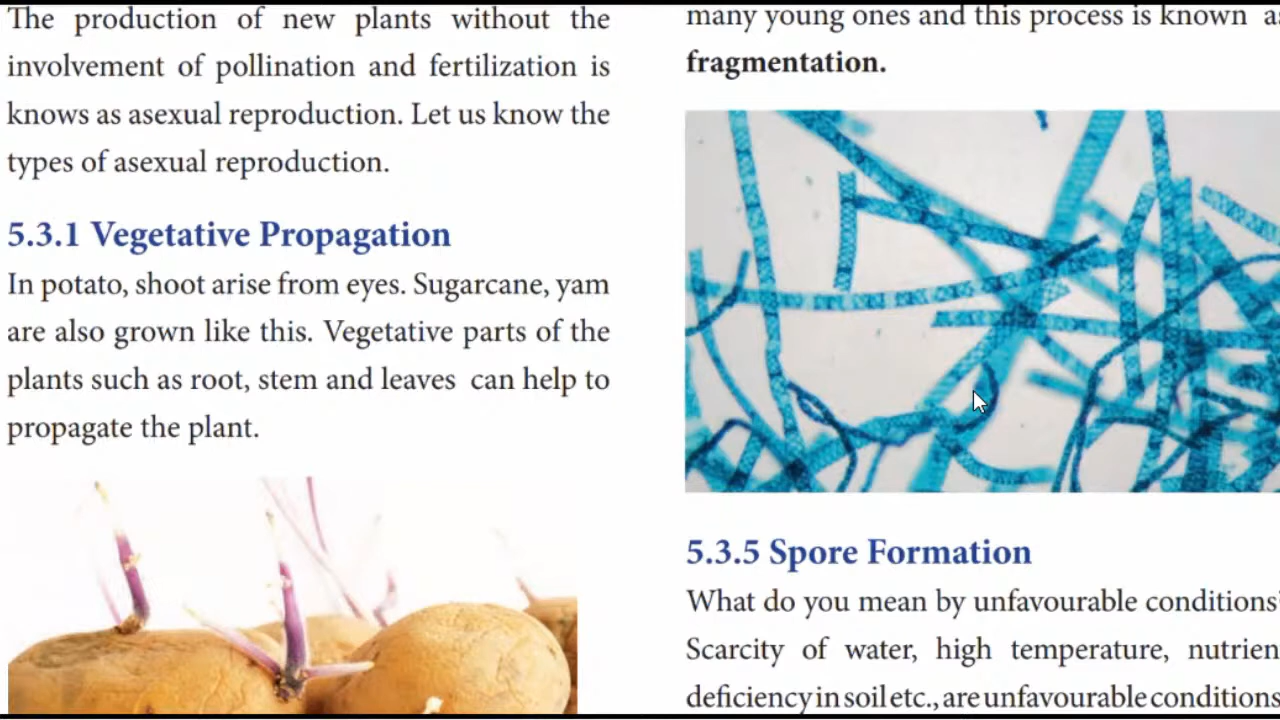 The production of new plants without the
involvement of pollination and fertilization is
knows as asexual reproduction. Let us know the
types of asexual reproduction.
5.3.1 Vegetative Propagation
In potato, shoot arise from eyes. Sugarcane, yam
are also grown like this. Vegetative parts of the
plants such as root, stem and leaves can help to
propagate the plant.
many young ones and this process is known
fragmentation.
5.3.5 Spore Formation
What do you mean by unfavourable conditions?
Scarcity of water, high temperature,
deficiency in soil etc., are unfavourable conditions